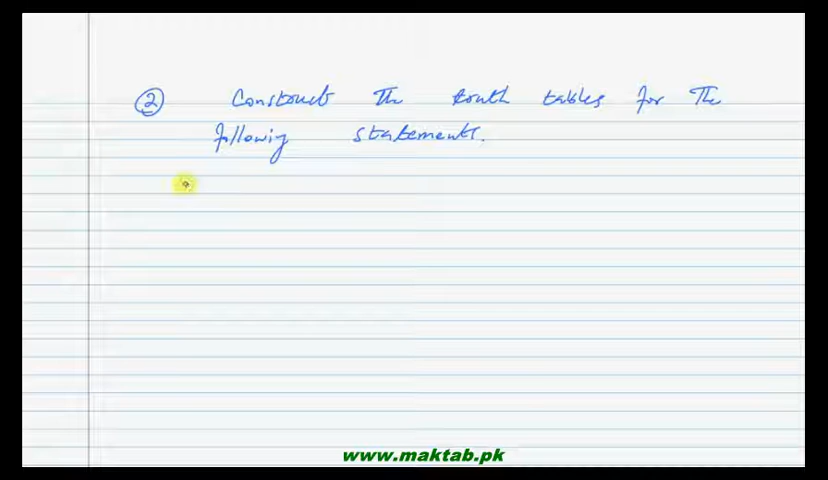 ② Construct the truth tables for the
following statements.
www.maktab.pk